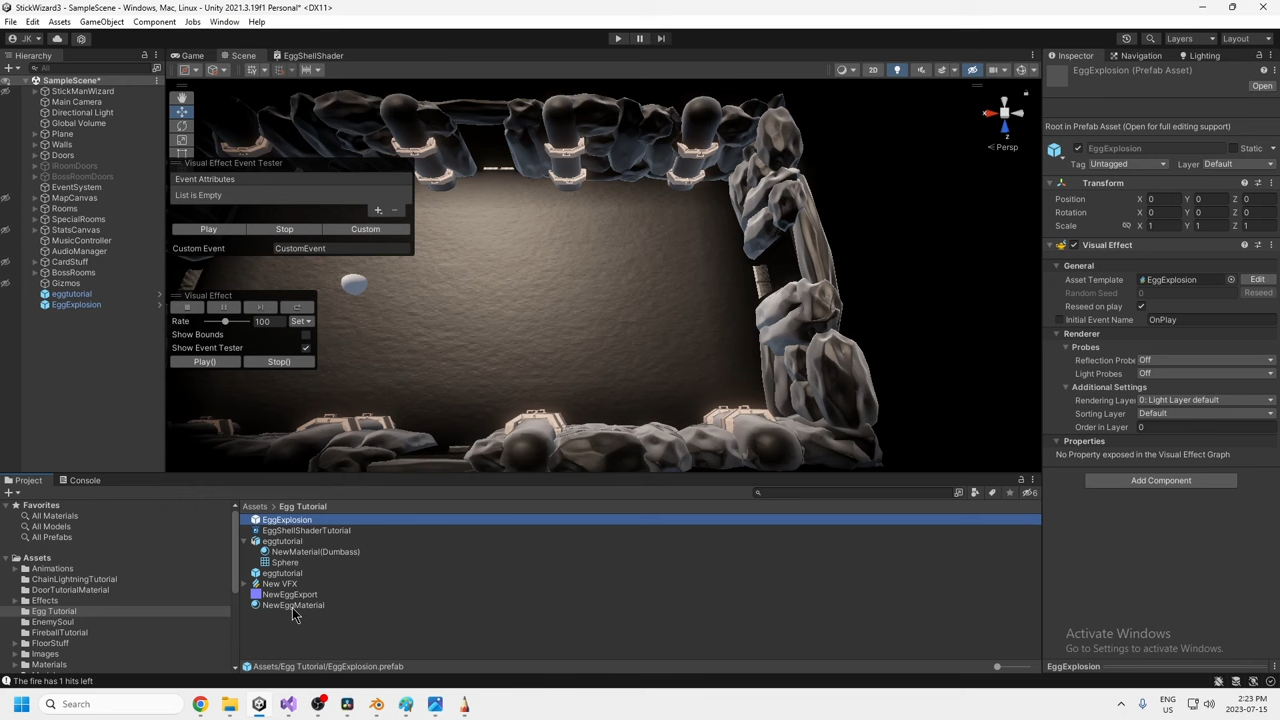 StickWizard3 - SampleScene - Windows, Mac, Linux - Unity 2021.3.19f1 Personal* <DX11>
File Edit Assets GameObject Component Jobs Window Help
JK
Layers Layout
Hierarchy
All
SampleScene*
StickManWizard
Main Camera
Directional Light
Global Volume
Plane
Walls
Doors
IRoomDoors
BossRoomDoors
EventSystem
MapCanvas
Rooms
SpecialRooms
StatsCanvas
MusicController
AudioManager
CardStuff
BossRooms
Gizmos
eggtutorial
EggExplosion
Game Scene EggShellShader
2D
Persp
Visual Effect Event Tester
Event Attributes
List is Empty
Play Stop Custom
Custom Event CustomEvent
Visual Effect
Rate 100 Set
Show Bounds
Show Event Tester
Play() Stop()
Inspector Navigation Lighting
EggExplosion (Prefab Asset)
Open
Root in Prefab Asset (Open for full editing support)
EggExplosion Static
Tag Untagged Layer Default
Transform
Position X 0 Y 0 Z 0
Rotation X 0 Y 0 Z 0
Scale X 1 Y 1 Z 1
Visual Effect
General
Asset Template EggExplosion Edit
Random Seed 0 Reseed
Reseed on play
Initial Event Name OnPlay
Renderer
Probes
Reflection Probe Off
Light Probes Off
Additional Settings
Rendering Layer 0: Light Layer default
Sorting Layer Default
Order in Layer 0
Properties
No Property exposed in the Visual Effect Graph
Add Component
Activate Windows
Go to Settings to activate Windows.
EggExplosion
Project Console
6
Favorites
All Materials
All Models
All Prefabs
Assets
Animations
ChainLightningTutorial
DoorTutorialMaterial
Effects
Egg Tutorial
EnemySoul
FireballTutorial
FloorStuff
Images
Materials
Assets > Egg Tutorial
EggExplosion
EggShellShaderTutorial
eggtutorial
NewMaterial(Dumbass)
Sphere
eggtutorial
New VFX
NewEggExport
NewEggMaterial
Assets/Egg Tutorial/EggExplosion.prefab
The fire has 1 hits left
Search
ENG
US
2:23 PM
2023-07-15